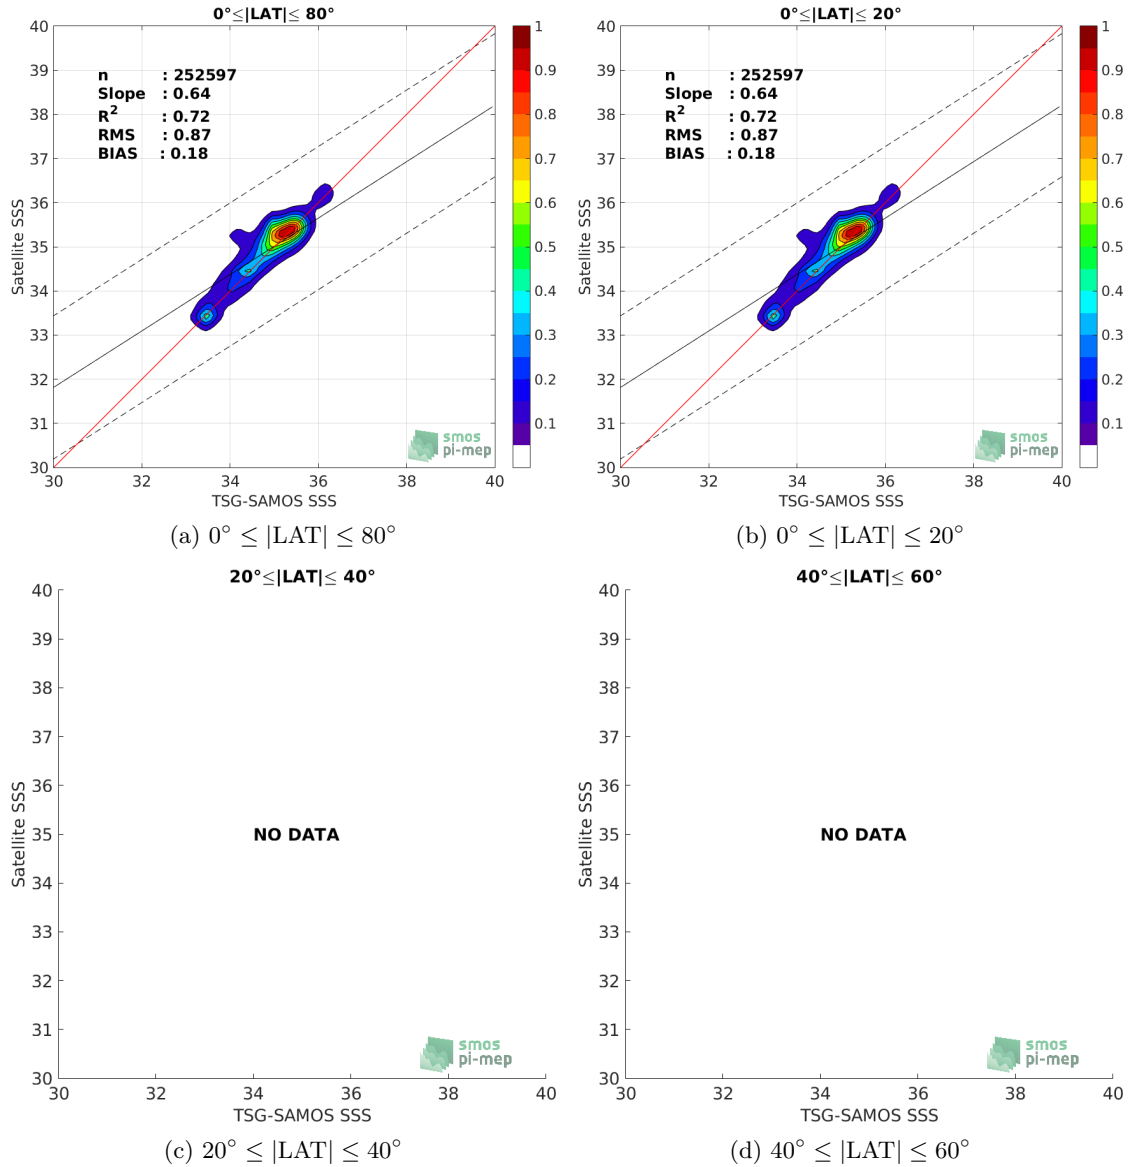 0°≤|LAT|≤ 80°
40
39
38
37
36
35
34
33
32
31
30
Satellite SSS
n : 252597
Slope : 0.64
R² : 0.72
RMS : 0.87
BIAS : 0.18
smos
pi-mep
30 32 34 36 38 40
TSG-SAMOS SSS
1
0.9
0.8
0.7
0.6
0.5
0.4
0.3
0.2
0.1
(a) 0° ≤ |LAT| ≤ 80°
0°≤|LAT|≤ 20°
40
39
38
37
36
35
34
33
32
31
30
Satellite SSS
n : 252597
Slope : 0.64
R² : 0.72
RMS : 0.87
BIAS : 0.18
smos
pi-mep
30 32 34 36 38 40
TSG-SAMOS SSS
1
0.9
0.8
0.7
0.6
0.5
0.4
0.3
0.2
0.1
(b) 0° ≤ |LAT| ≤ 20°
20°≤|LAT|≤ 40°
40
39
38
37
36
35
34
33
32
31
30
Satellite SSS
NO DATA
smos
pi-mep
30 32 34 36 38 40
TSG-SAMOS SSS
(c) 20° ≤ |LAT| ≤ 40°
40°≤|LAT|≤ 60°
40
39
38
37
36
35
34
33
32
31
30
Satellite SSS
NO DATA
smos
pi-mep
30 32 34 36 38 40
TSG-SAMOS SSS
(d) 40° ≤ |LAT| ≤ 60°